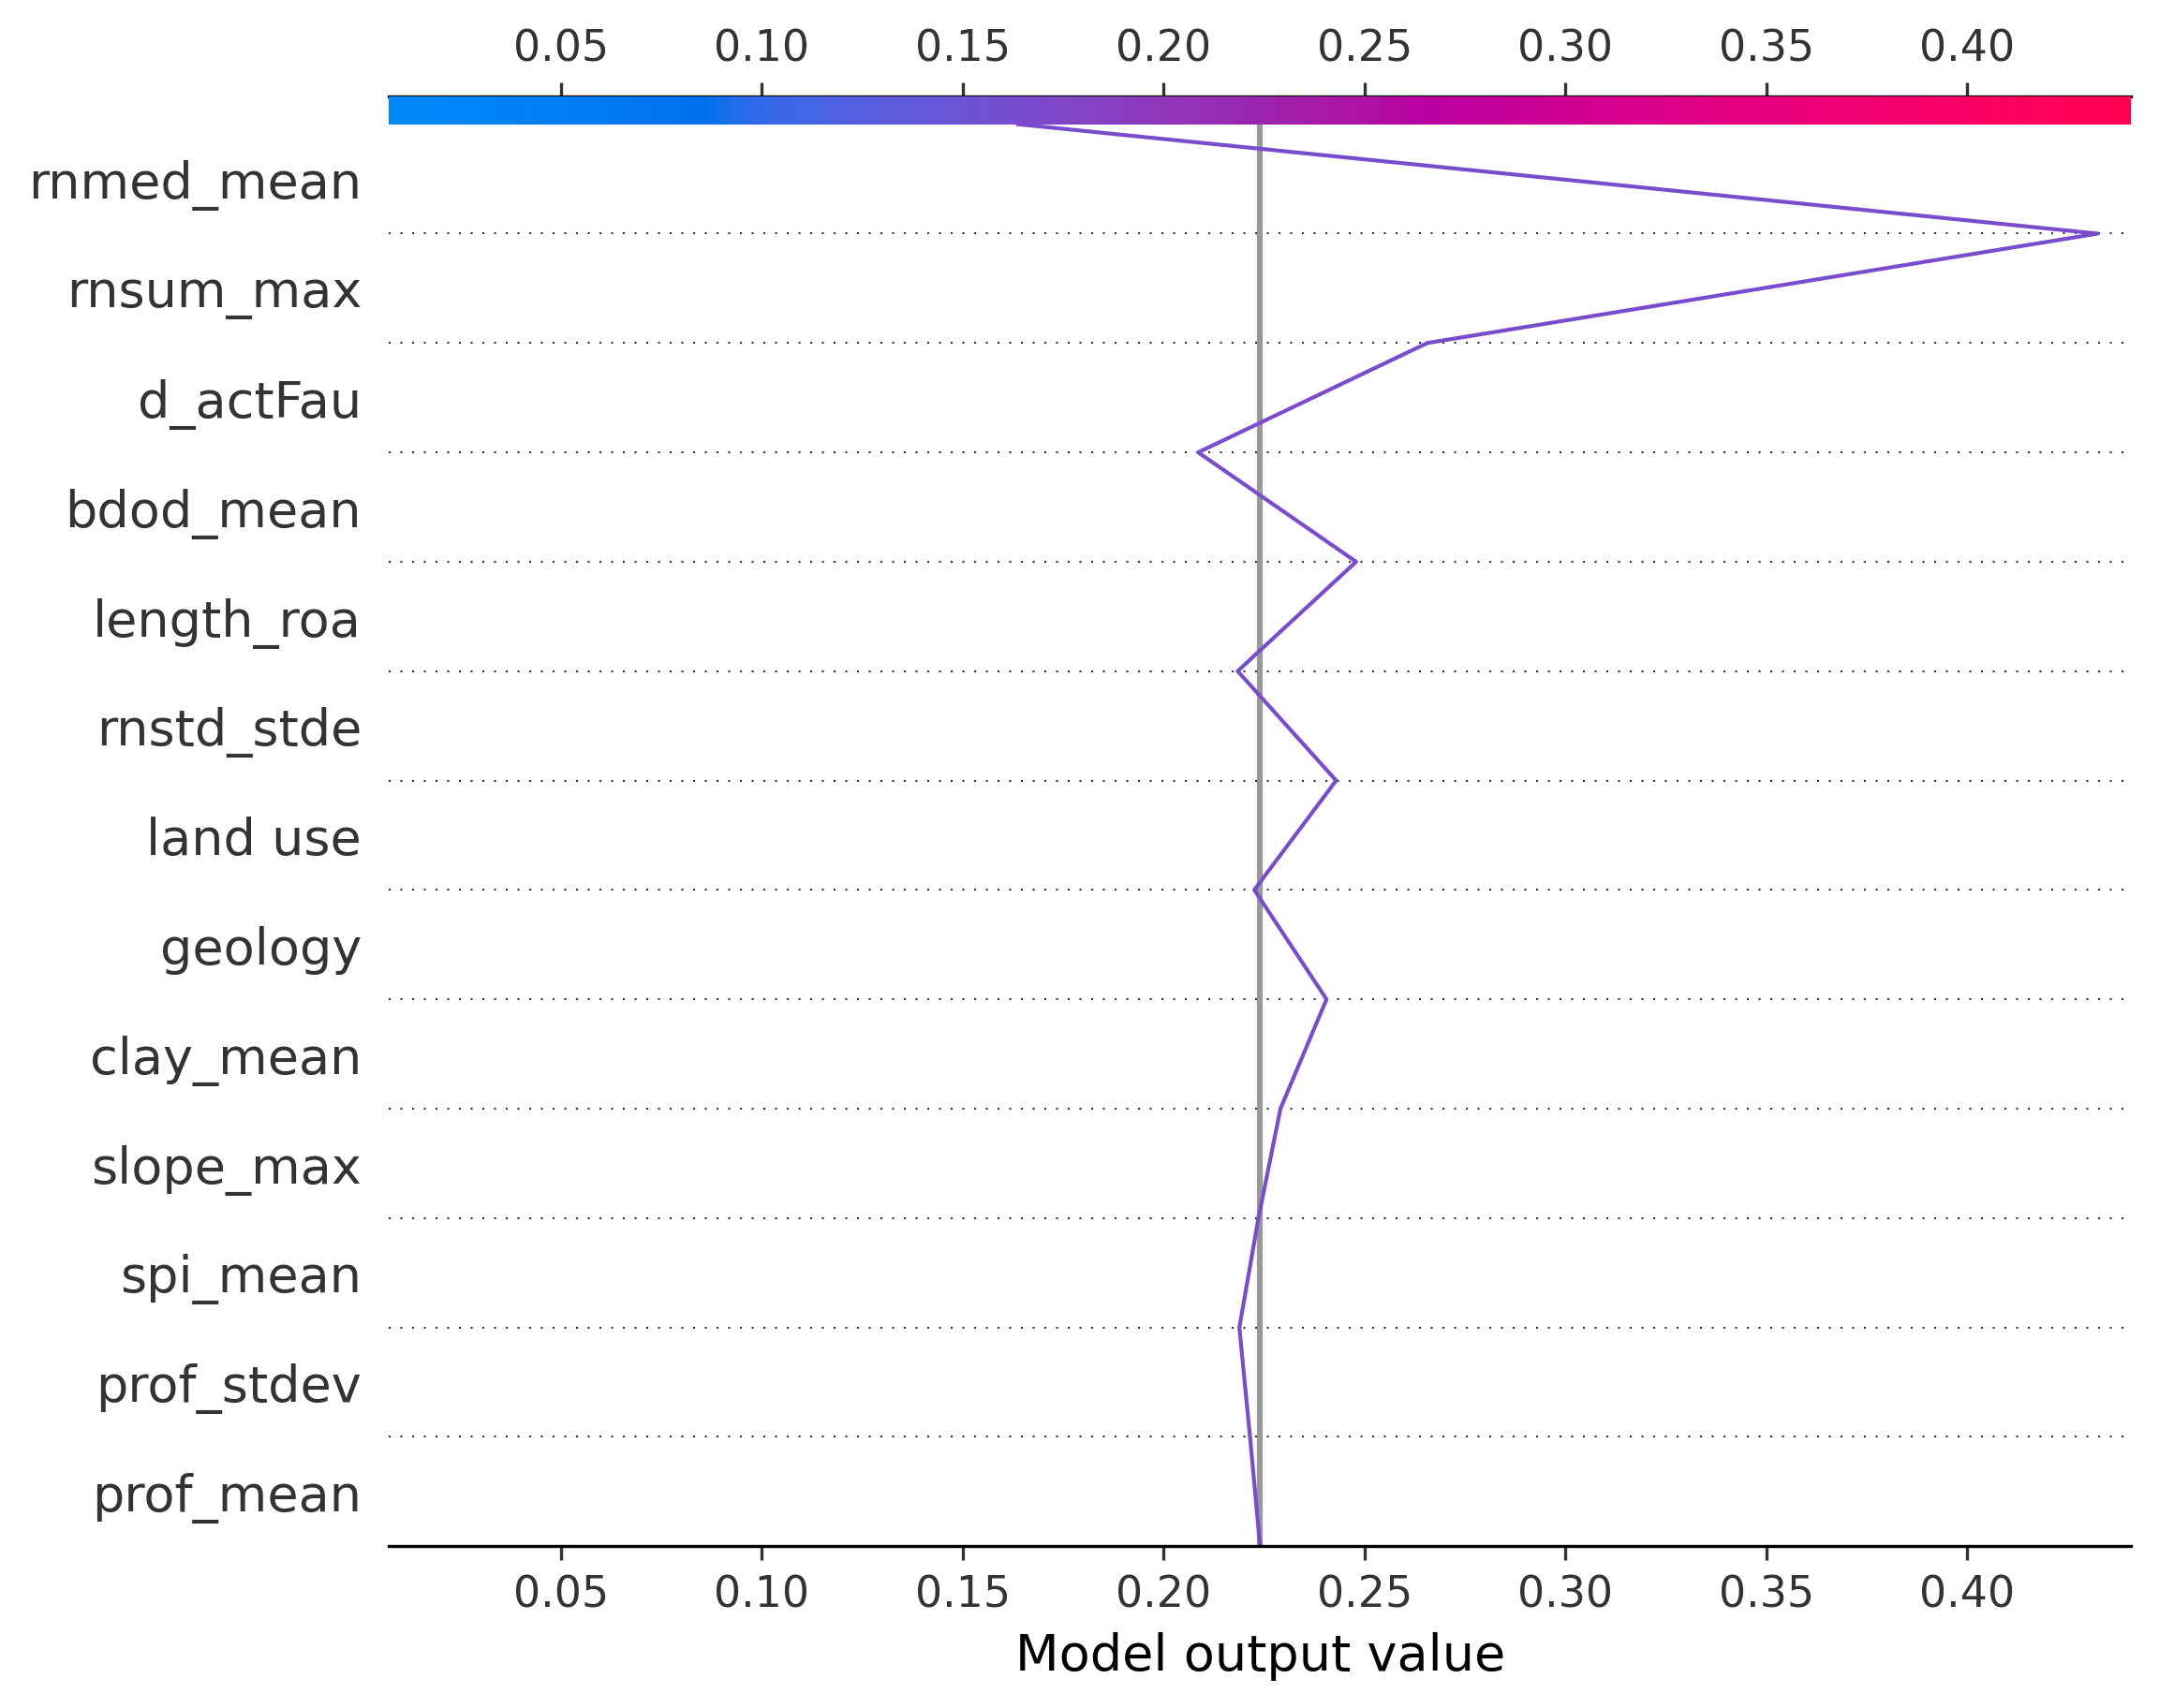 0.05 0.10 0.15 0.20 0.25 0.30 0.35 0.40
rnmed_mean
rnsum_max
d_actFau
bdod_mean
length_roa
rnstd_stde
land use
geology
clay_mean
slope_max
spi_mean
prof_stdev
prof_mean
0.05 0.10 0.15 0.20 0.25 0.30 0.35 0.40
Model output value